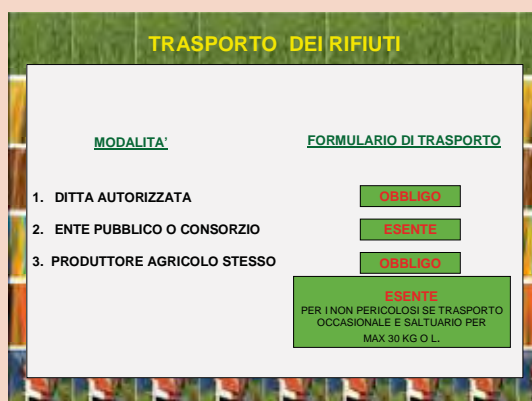 TRASPORTO DEI RIFIUTI
MODALITA' FORMULARIO DI TRASPORTO
1. DITTA AUTORIZZATA OBBLIGO
2. ENTE PUBBLICO O CONSORZIO ESENTE
3. PRODUTTORE AGRICOLO STESSO OBBLIGO
ESENTE
PER I NON PERICOLOSI SE TRASPORTO
OCCASIONALE E SALTUARIO PER
MAX 30 KG O L.